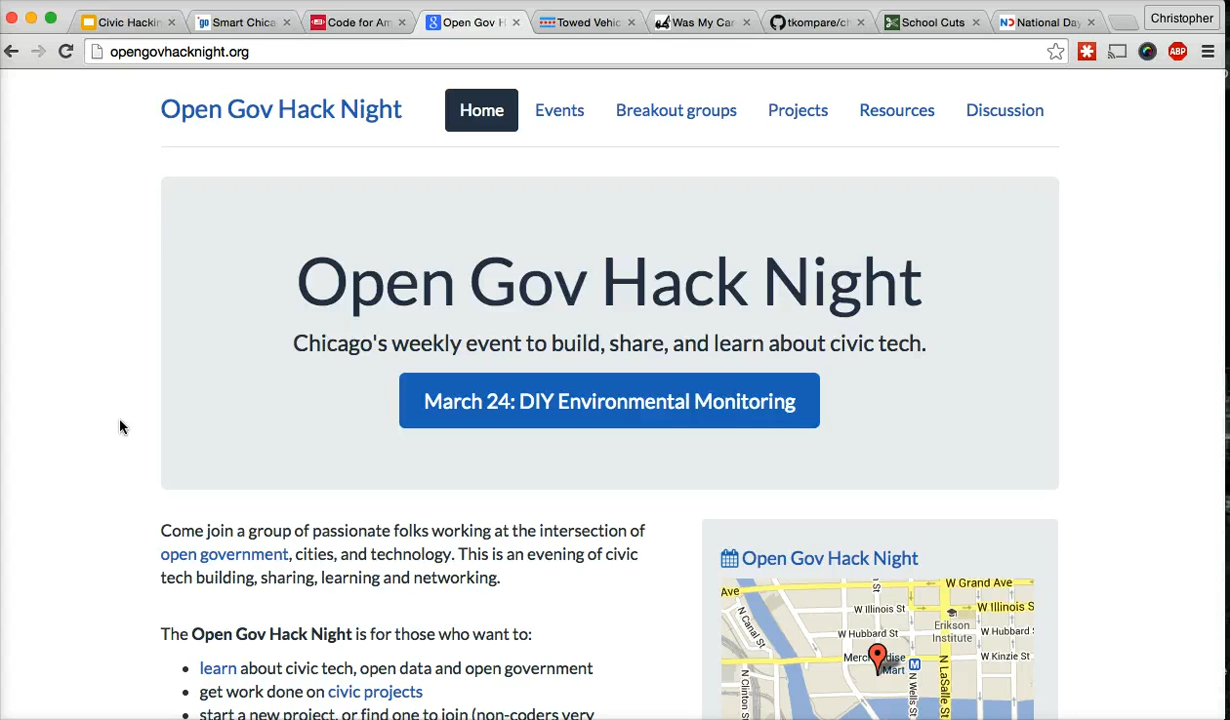 Civic Hackin
Smart Chica
Code for Am
Open Gov H
Towed Vehic
Was My Car
tkompare/ch
School Cuts
National Day
Christopher
opengovhacknight.org
ABP
Open Gov Hack Night
Home
Events
Breakout groups
Projects
Resources
Discussion
Open Gov Hack Night
Chicago's weekly event to build, share, and learn about civic tech.
March 24: DIY Environmental Monitoring
Come join a group of passionate folks working at the intersection of
open government, cities, and technology. This is an evening of civic
tech building, sharing, learning and networking.
The Open Gov Hack Night is for those who want to:
learn about civic tech, open data and open government
get work done on civic projects
start a new project, or find one to join (non-coders very
Open Gov Hack Night
W Grand Ave
Ave
W Illinois St
W Illinois S
Erikson
Institute
W Hubbard St
W Hubbard S
N Canal St
Merchandise
Mart
W Kinzie St
N Clinton
N Wells S
N LaSalle S